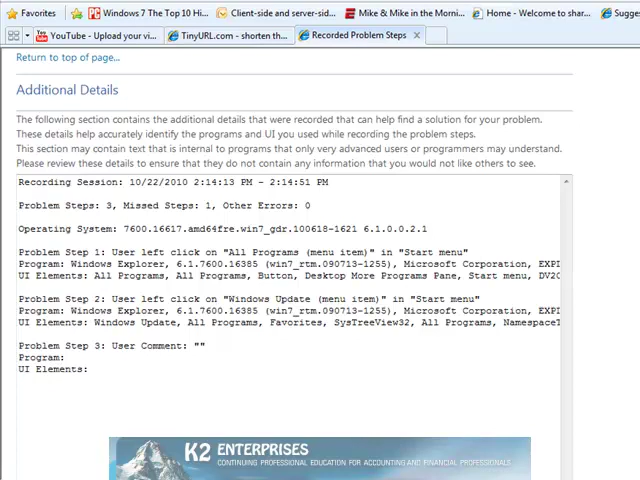 Favorites
Windows 7 The Top 10 Hi...
Client-side and server-sid...
Mike & Mike in the Mornin...
Home - Welcome to shar...
Sugges
YouTube - Upload your vi...
TinyURL.com - shorten th...
Recorded Problem Steps
Return to top of page...
Additional Details
The following section contains the additional details that were recorded that can help find a solution for your problem.
These details help accurately identify the programs and UI you used while recording the problem steps.
This section may contain text that is internal to programs that only very advanced users or programmers may understand.
Please review these details to ensure that they do not contain any information that you would not like others to see.
Recording Session: 10/22/2010 2:14:13 PM - 2:14:51 PM
Problem Steps: 3, Missed Steps: 1, Other Errors: 0
Operating System: 7600.16617.amd64fre.win7_gdr.100618-1621 6.1.0.0.2.1
Problem Step 1: User left click on "All Programs (menu item)" in "Start menu"
Program: Windows Explorer, 6.1.7600.16385 (win7_rtm.090713-1255), Microsoft Corporation, EXPL
UI Elements: All Programs, All Programs, Button, Desktop More Programs Pane, Start menu, DV2C
Problem Step 2: User left click on "Windows Update (menu item)" in "Start menu"
Program: Windows Explorer, 6.1.7600.16385 (win7_rtm.090713-1255), Microsoft Corporation, EXPL
UI Elements: Windows Update, All Programs, Favorites, SysTreeView32, All Programs, NamespaceT
Problem Step 3: User Comment: ""
Program:
UI Elements:
K2 ENTERPRISES
CONTINUING PROFESSIONAL EDUCATION FOR ACCOUNTING AND FINANCIAL PROFESSIONALS